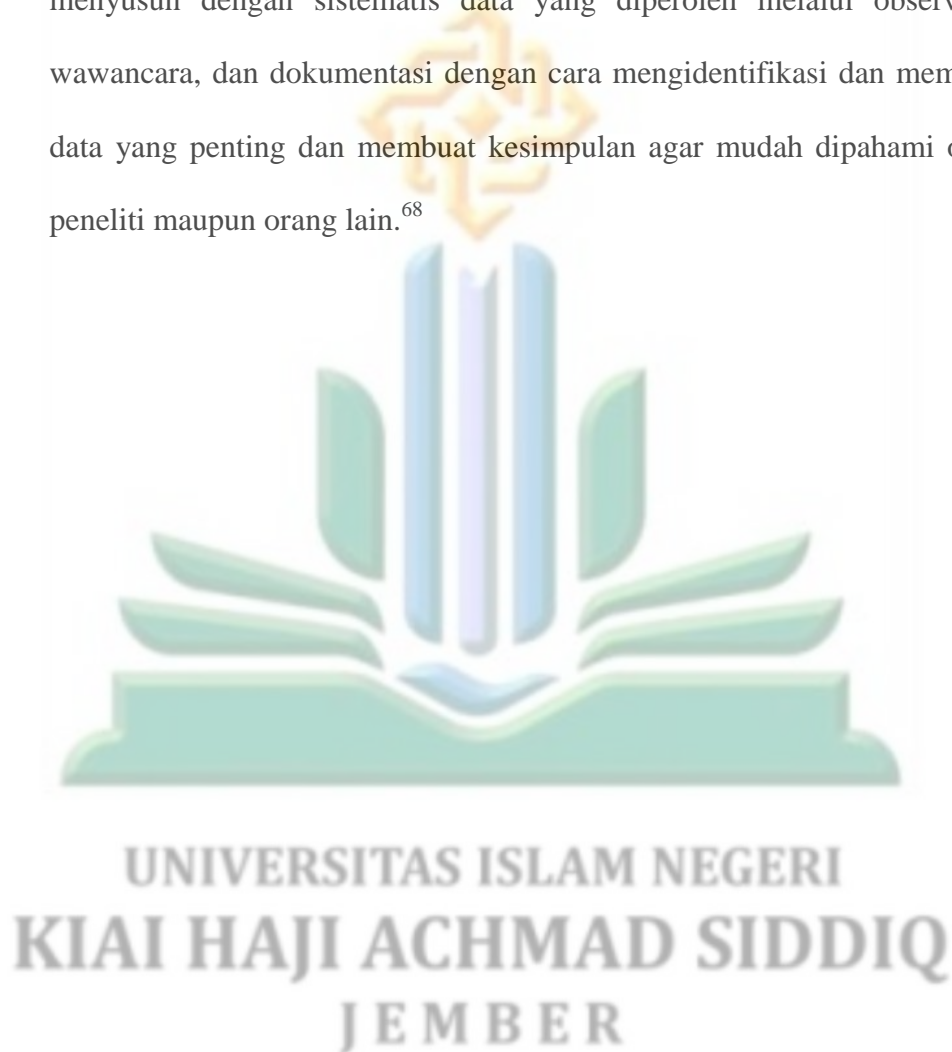 menyusun dengan sistematis data yang diperoleh melalui
wawancara, dan dokumentasi dengan cara mengidentifikasi dan
data yang penting dan membuat kesimpulan agar mudah dipahami
peneliti maupun orang lain.68
UNIVERSITAS ISLAM NEGERI
KIAI HAJI ACHMAD SIDDIQ
JEMBER